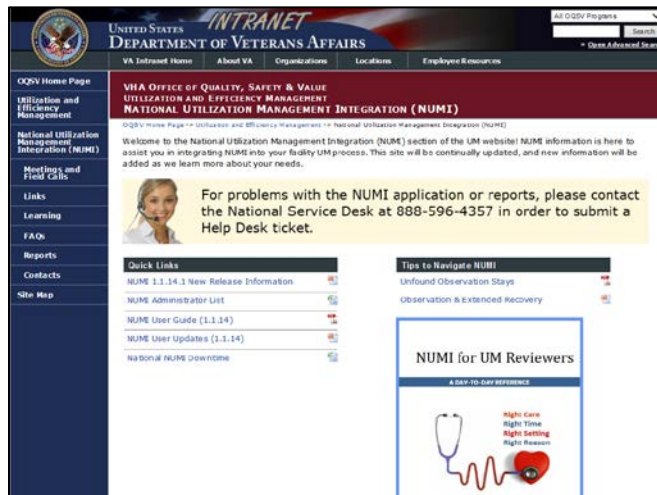 INTRANET
UNITED STATES
DEPARTMENT OF VETERANS AFFAIRS
All OQSV Programs
Search
Open Advanced Sear
VA Intranet Home About VA Organizations Locations Employee Resources
OQSV Home Page
Utilization and
Efficiency
Management
National Utilization
Management
Integration (NUMI)
Meetings and
Field Calls
Links
Learning
FAQs
Reports
Contacts
Site Map
VHA OFFICE OF QUALITY, SAFETY & VALUE
UTILIZATION AND EFFICIENCY MANAGEMENT
NATIONAL UTILIZATION MANAGEMENT INTEGRATION (NUMI)
OQSV Home Page >> Utilization and Efficiency Management >> National Utilization Management Integration (NUMI)
Welcome to the National Utilization Management Integration (NUMI) section of the UM website! NUMI information is here to
assist you in integrating NUMI into your facility UM process. This site will be continually updated, and new information will be
added as we learn more about your needs.
For problems with the NUMI application or reports, please contact
the National Service Desk at 888-596-4357 in order to submit a
Help Desk ticket.
Quick Links
NUMI 1.1.14.1 New Release Information
NUMI Administrator List
NUMI User Guide (1.1.14)
NUMI User Updates (1.1.14)
National NUMI Downtime
Tips to Navigate NUMI
Unfound Observation Stays
Observation & Extended Recovery
NUMI for UM Reviewers
A DAY-TO-DAY REFERENCE
Right Care
Right Time
Right Setting
Right Reason